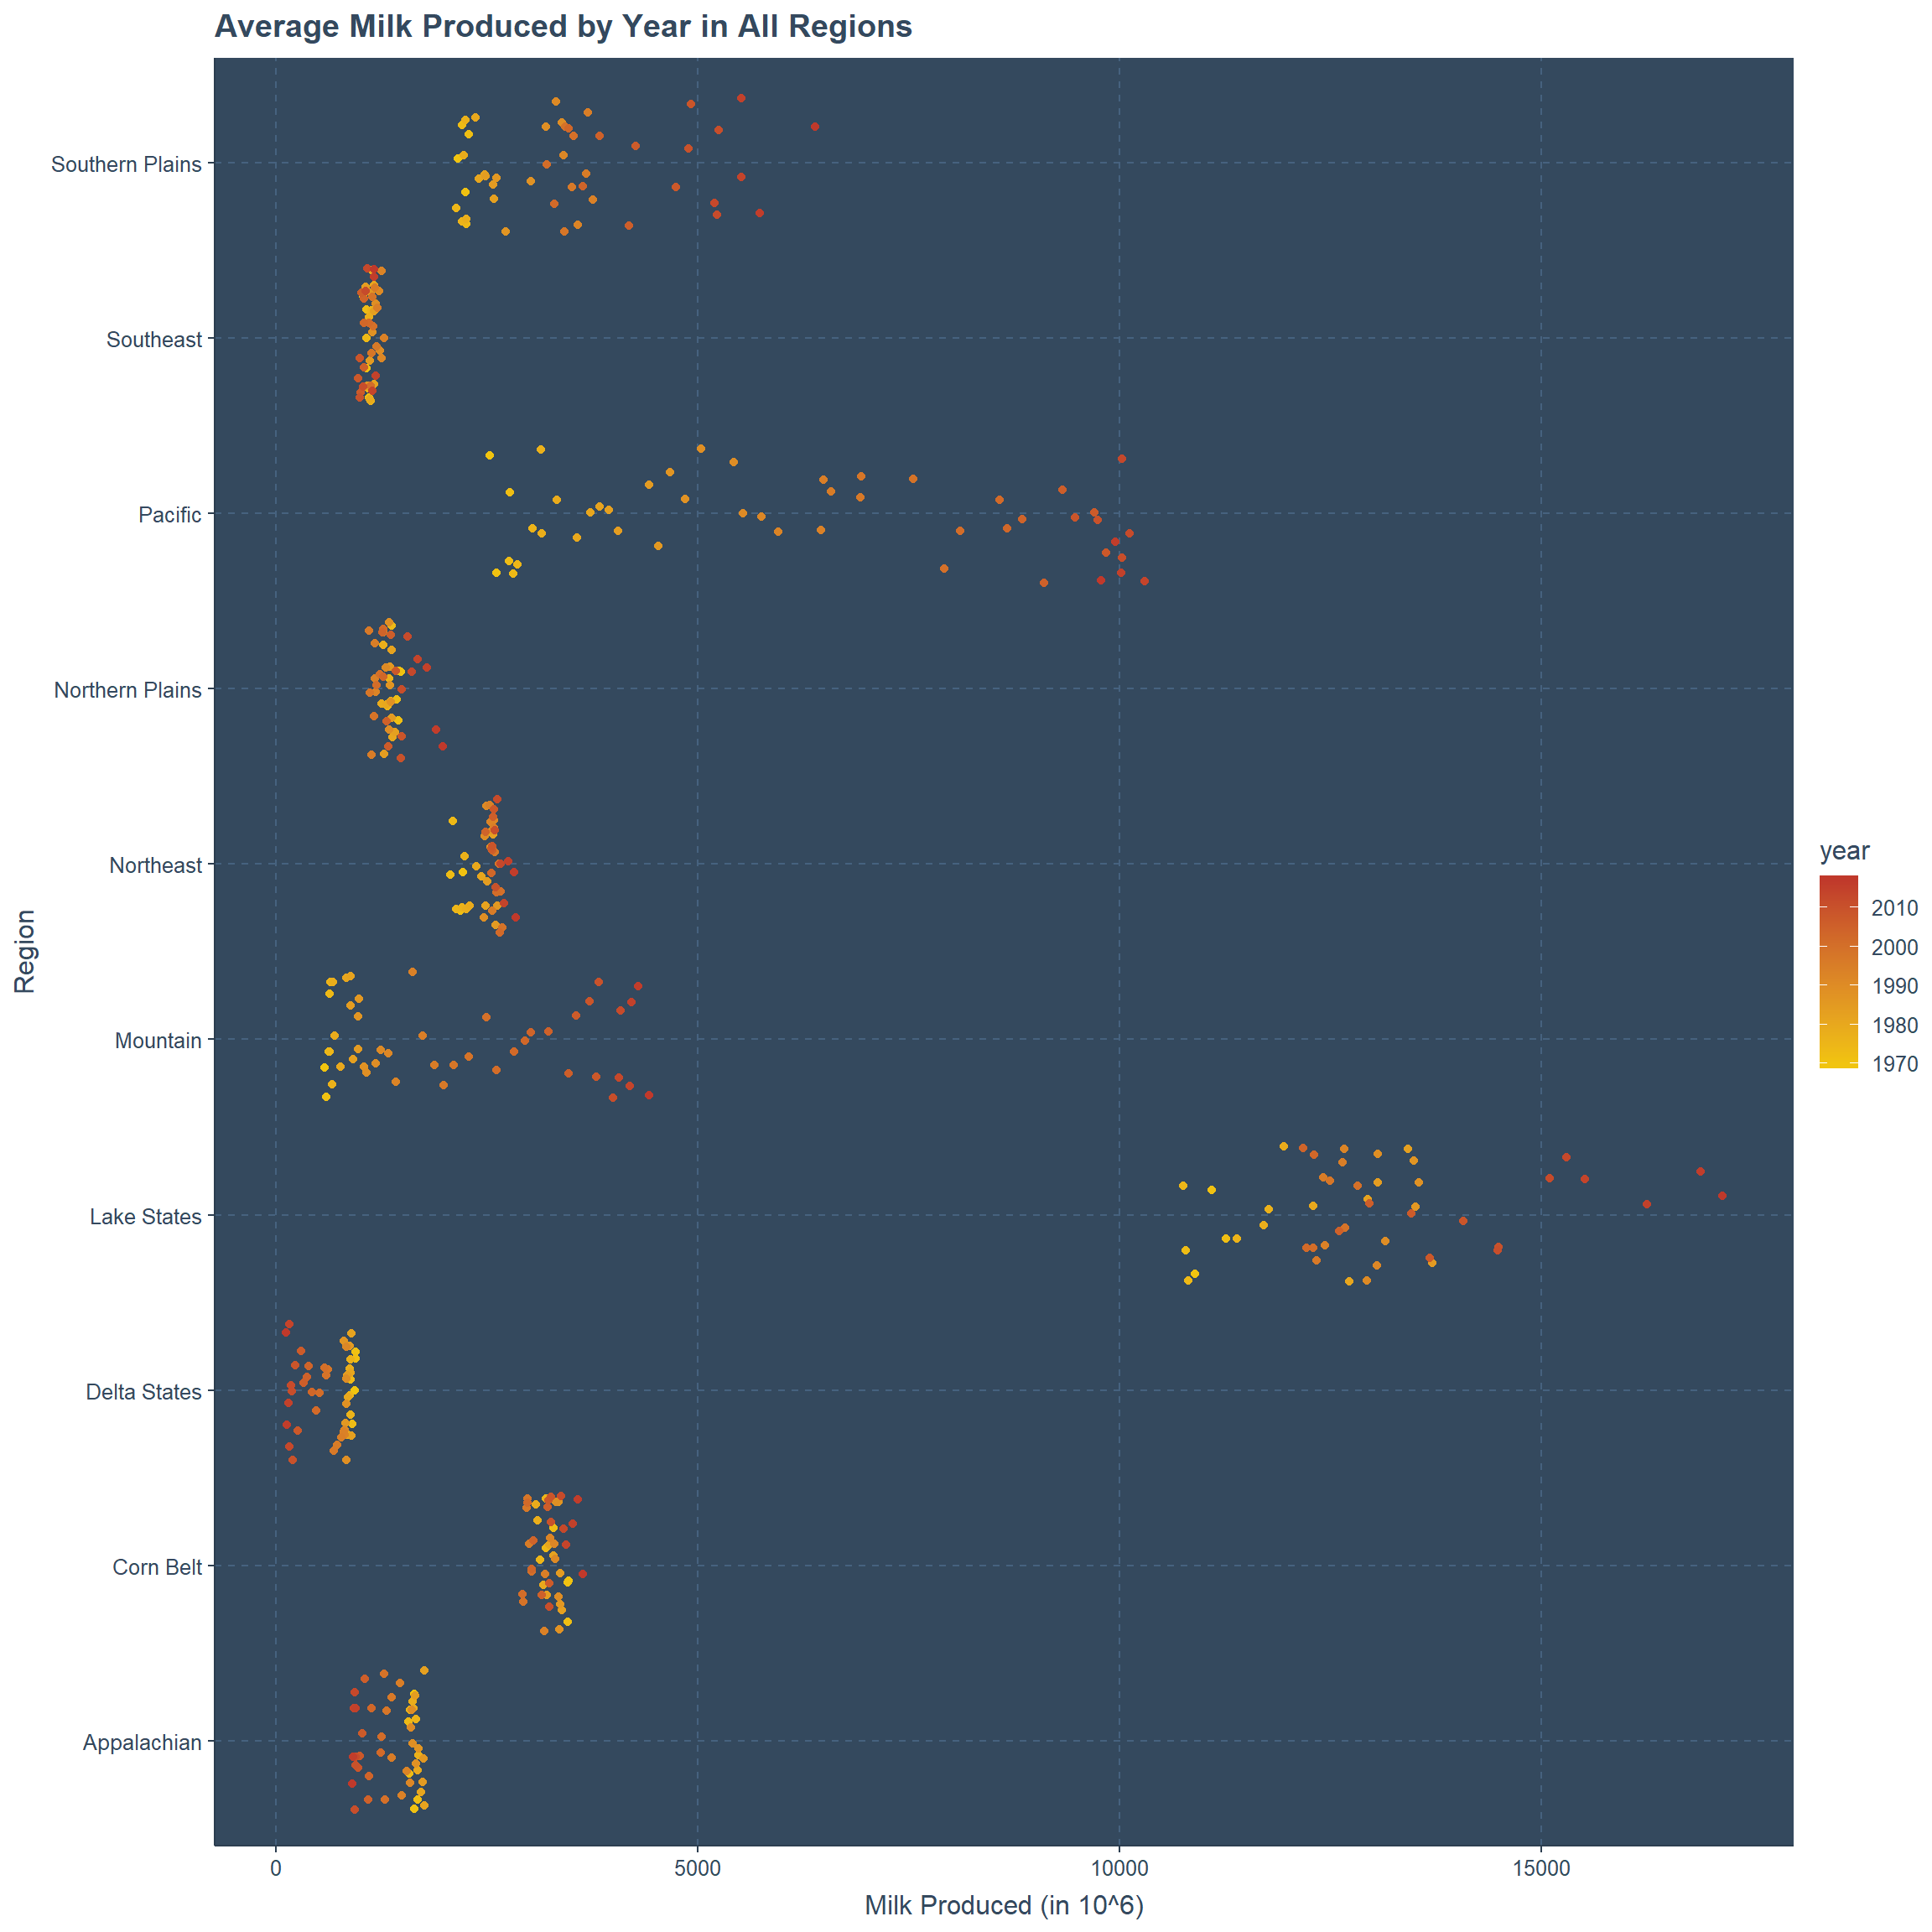 Average Milk Produced by Year in All Regions
Southern Plains
Southeast
Pacific
Northern Plains
Northeast
Mountain
Lake States
Delta States
Corn Belt
Appalachian
Region
0
5000
10000
15000
Milk Produced (in 10^6)
year
2010
2000
1990
1980
1970